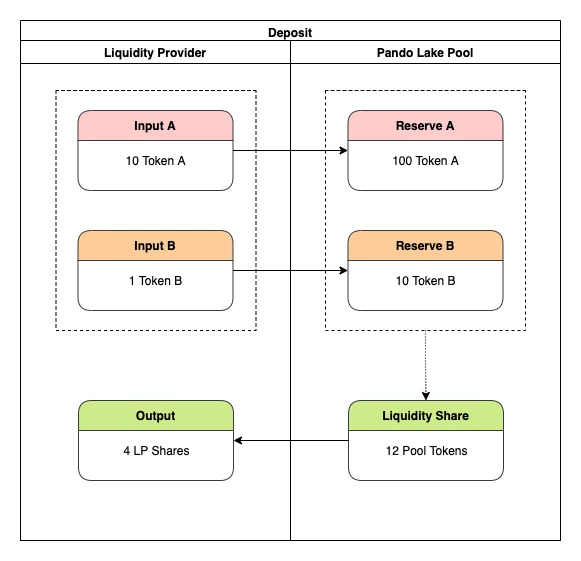 Deposit
Liquidity Provider
Pando Lake Pool
Input A
10 Token A
Reserve A
100 Token A
Input B
1 Token B
Reserve B
10 Token B
Output
4 LP Shares
Liquidity Share
12 Pool Tokens